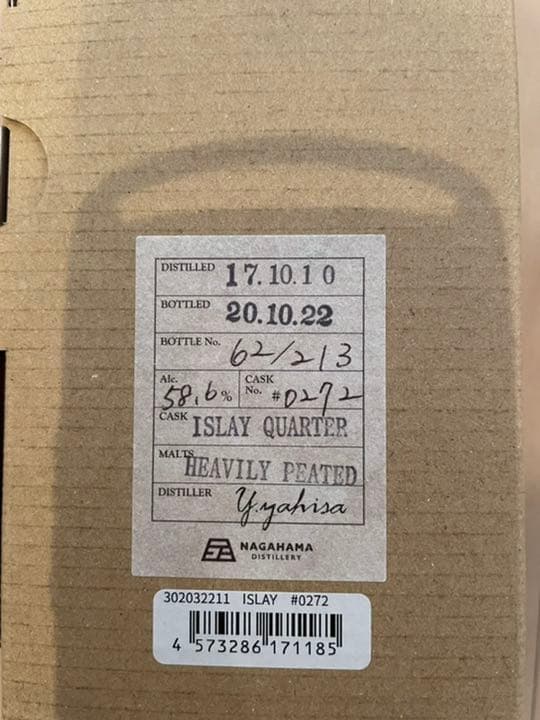 DISTILLED 17.10.10
BOTTLED 20.10.22
BOTTLE No. 62/213
Alc. 58.6% CASK No. #0272
CASK ISLAY QUARTER
MALTS HEAVILY PEATED
DISTILLER Y.yahisa
NAGAHAMA
DISTILLERY
302032211 ISLAY #0272
4 573286 171185